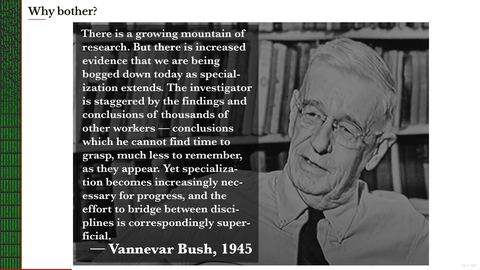 Why bother?
There is a growing mountain of
research. But there is increased
evidence that we are being
bogged down today as special-
ization extends. The investigator
is staggered by the findings and
conclusions of thousands of
other workers — conclusions
which he cannot find time to
grasp, much less to remember,
as they appear. Yet specializa-
tion becomes increasingly nec-
essary for progress, and the
effort to bridge between disci-
plines is correspondingly super-
ficial.
— Vannevar Bush, 1945